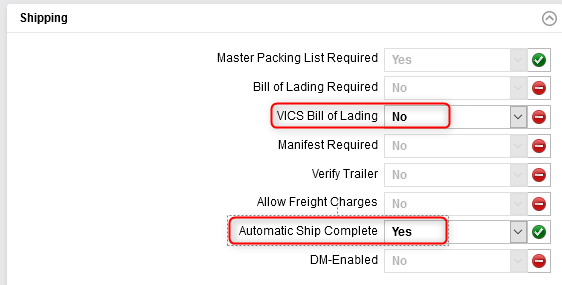 Shipping
Master Packing List Required Yes
Bill of Lading Required No
VICS Bill of Lading No
Manifest Required No
Verify Trailer No
Allow Freight Charges No
Automatic Ship Complete Yes
DM-Enabled No